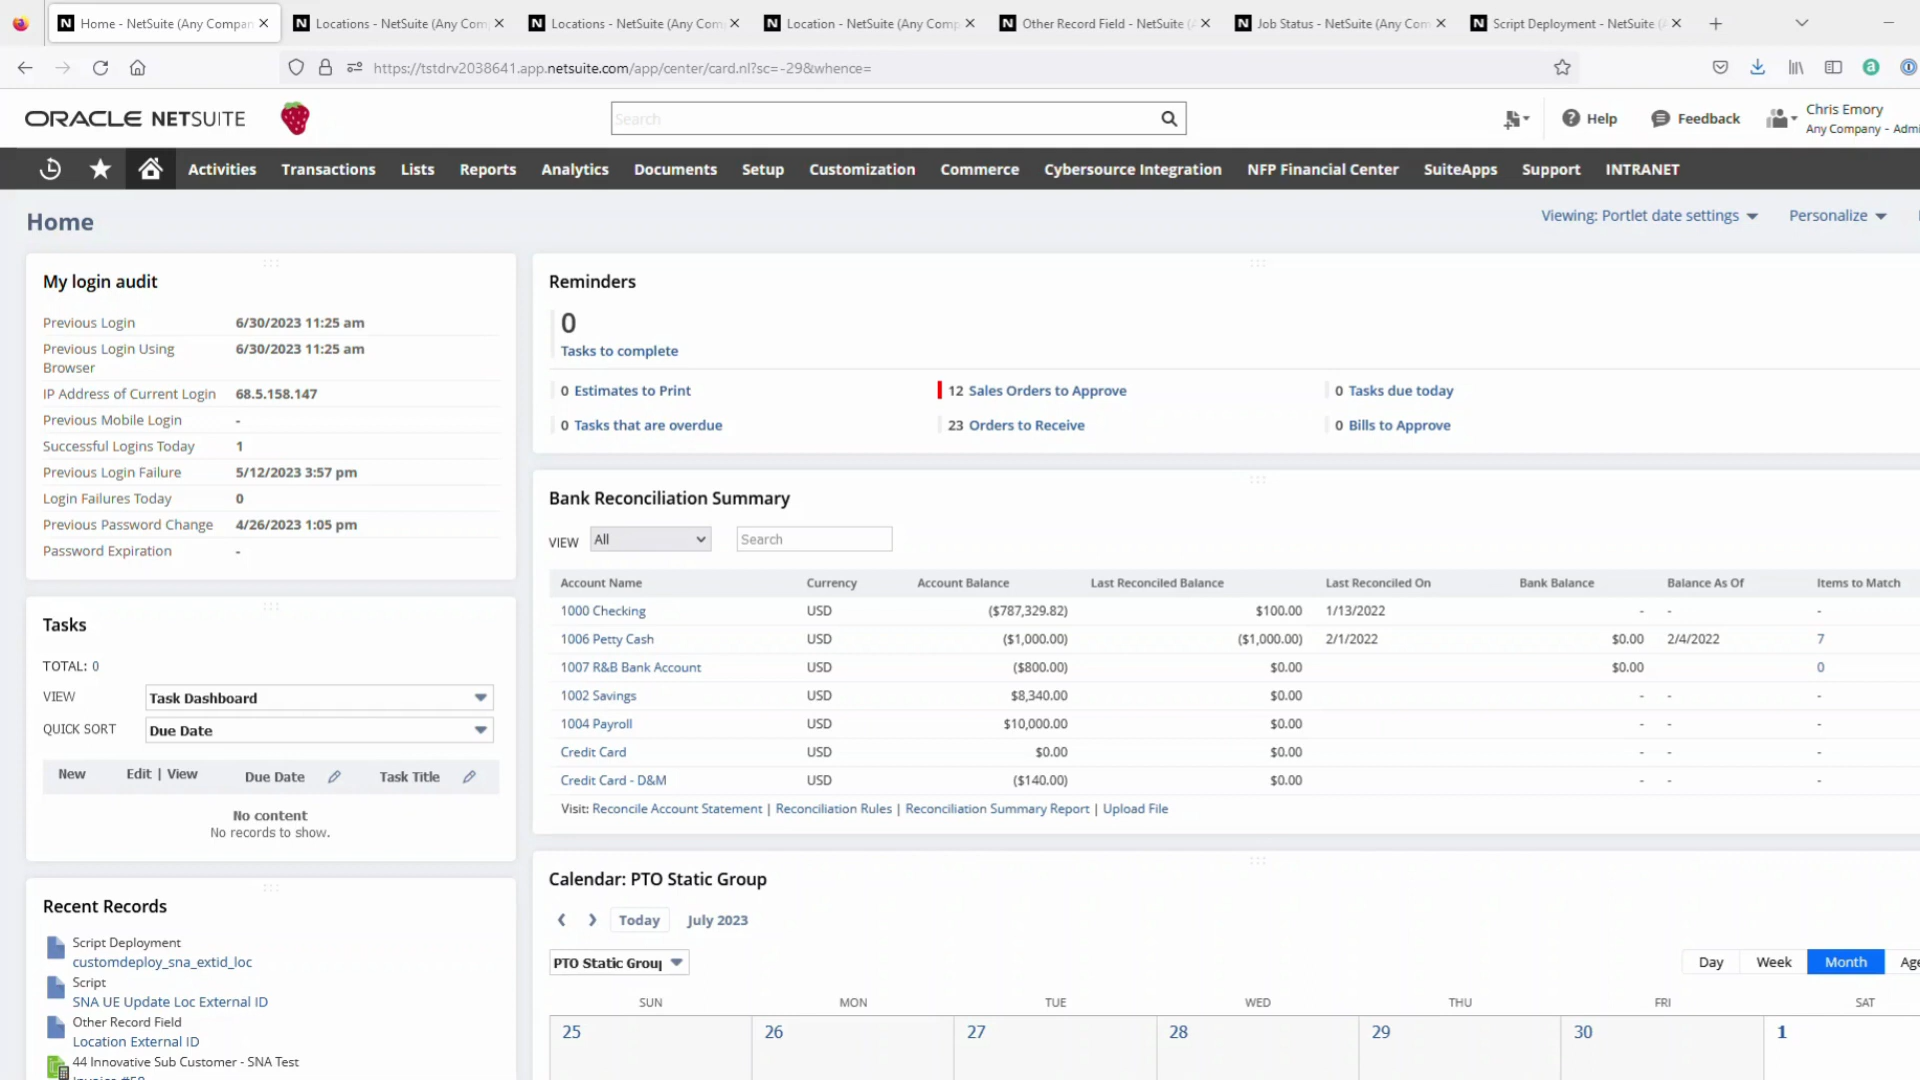 Home - NetSuite (Any Compan
Locations - NetSuite (Any Com
Locations - NetSuite (Any Com
Location - NetSuite (Any Comp
Other Record Field - NetSuite (A
Job Status - NetSuite (Any Com
Script Deployment - NetSuite (A
https://tstdrv2038641.app.netsuite.com/app/center/card.nl?sc=-29&whence=
ORACLE NETSUITE
Search
Help
Feedback
Chris Emory
Any Company - Admi
Activities Transactions Lists Reports Analytics Documents Setup Customization Commerce Cybersource Integration NFP Financial Center SuiteApps Support INTRANET
Home
Viewing: Portlet date settings
Personalize
My login audit
Previous Login 6/30/2023 11:25 am
Previous Login Using Browser 6/30/2023 11:25 am
IP Address of Current Login 68.5.158.147
Previous Mobile Login -
Successful Logins Today 1
Previous Login Failure 5/12/2023 3:57 pm
Login Failures Today 0
Previous Password Change 4/26/2023 1:05 pm
Password Expiration -
Tasks
TOTAL: 0
VIEW Task Dashboard
QUICK SORT Due Date
New Edit | View Due Date Task Title
No content
No records to show.
Recent Records
Script Deployment
customdeploy_sna_extid_loc
Script
SNA UE Update Loc External ID
Other Record Field
Location External ID
44 Innovative Sub Customer - SNA Test
Reminders
0
Tasks to complete
0 Estimates to Print 12 Sales Orders to Approve 0 Tasks due today
0 Tasks that are overdue 23 Orders to Receive 0 Bills to Approve
Bank Reconciliation Summary
VIEW All Search
Account Name Currency Account Balance Last Reconciled Balance Last Reconciled On Bank Balance Balance As Of Items to Match
1000 Checking USD ($787,329.82) $100.00 1/13/2022 - - -
1006 Petty Cash USD ($1,000.00) ($1,000.00) 2/1/2022 $0.00 2/4/2022 7
1007 R&B Bank Account USD ($800.00) $0.00 $0.00 0
1002 Savings USD $8,340.00 $0.00 - - -
1004 Payroll USD $10,000.00 $0.00 - - -
Credit Card USD $0.00 $0.00 - - -
Credit Card - D&M USD ($140.00) $0.00 - - -
Visit: Reconcile Account Statement | Reconciliation Rules | Reconciliation Summary Report | Upload File
Calendar: PTO Static Group
Today July 2023
PTO Static Grou
Day Week Month Age
SUN MON TUE WED THU FRI SAT
25 26 27 28 29 30 1